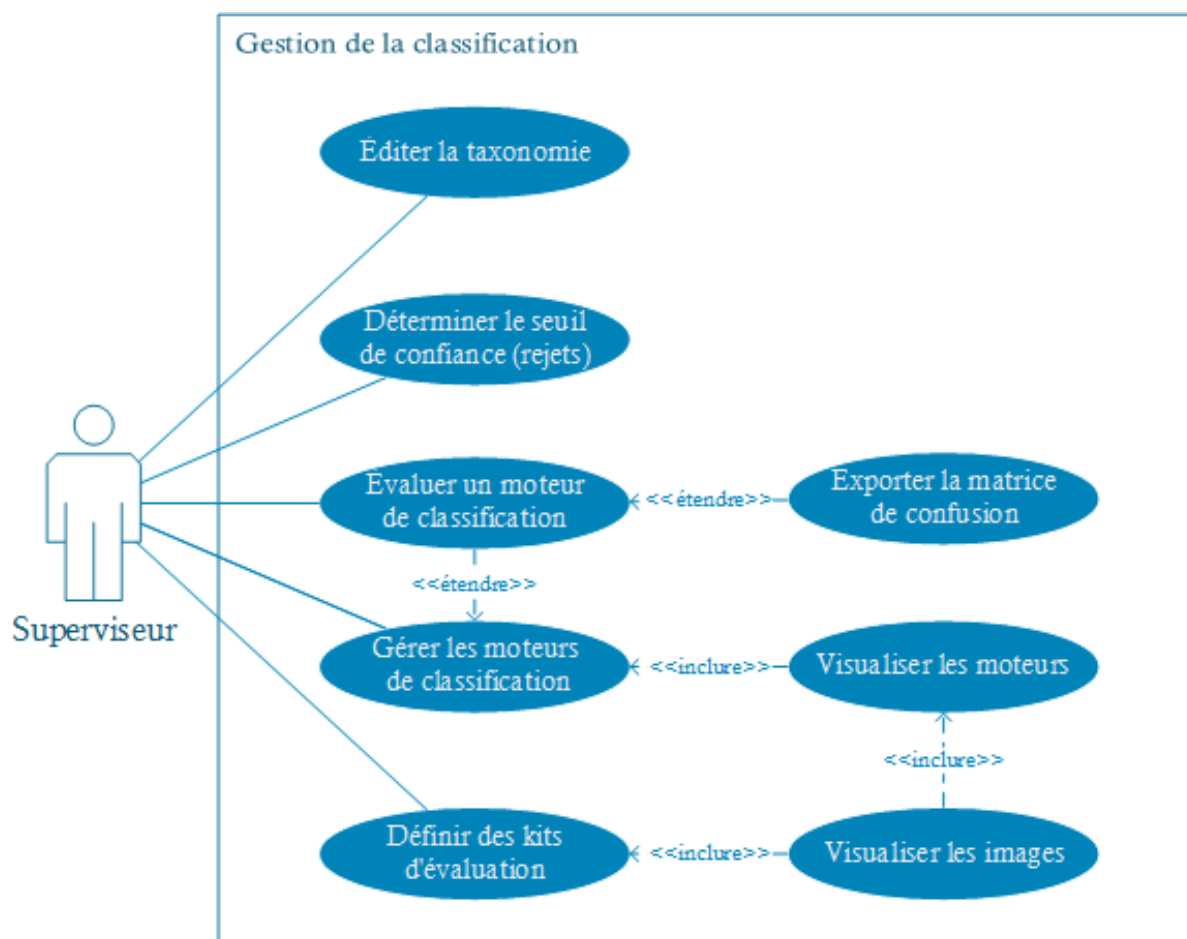 Gestion de la classification
Éditer la taxonomie
Déterminer le seuil
de confiance (rejets)
Évaluer un moteur
de classification
<<étendre>>
Exporter la matrice
de confusion
<<étendre>>
Superviseur
Gérer les moteurs
de classification
<<inclure>>
Visualiser les moteurs
<<inclure>>
Définir des kits
d'évaluation
<<inclure>>
Visualiser les images